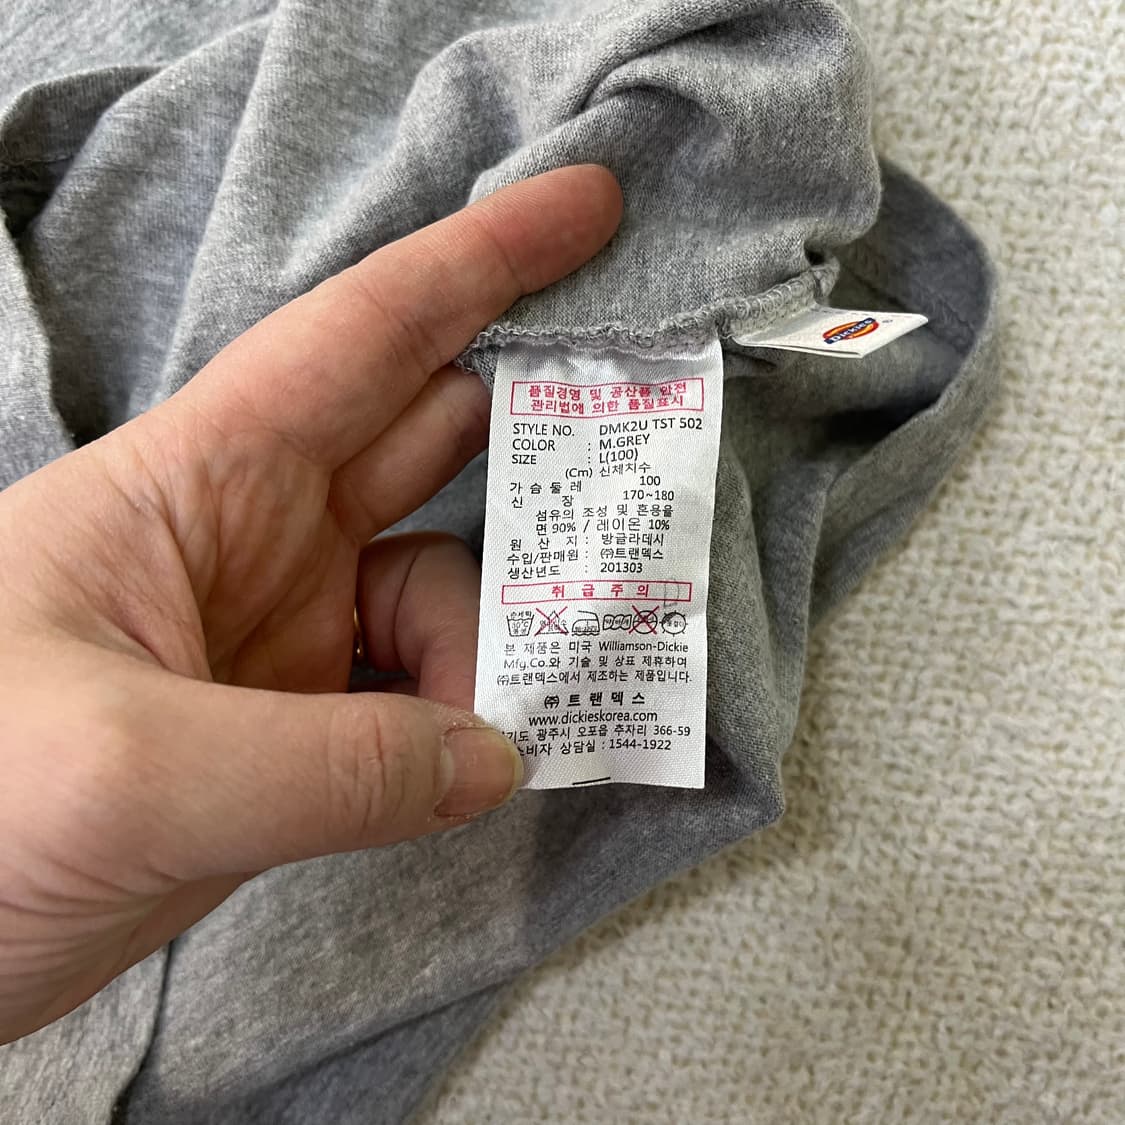 Dickies
품질경영 및 공산품 안전
관리법에 의한 품질표시
STYLE NO. DMK2U TST 502
COLOR : M.GREY
SIZE : L(100)
(Cm) 신체치수
가 슴 둘 레 100
신 장 170~180
섬유의 조성 및 혼용율
면 90% / 레이온 10%
원 산 지 : 방글라데시
수입/판매원 : ㈜트랜덱스
생산년도 : 201303
취 급 주 의
본 제품은 미국 Williamson-Dickie
Mfg.Co.와 기술 및 상표 제휴하여
㈜트랜덱스에서 제조하는 제품입니다.
㈜ 트 랜 덱 스
www.dickieskorea.com
기도 광주시 오포읍 추자리 366-59
소비자 상담실 : 1544-1922